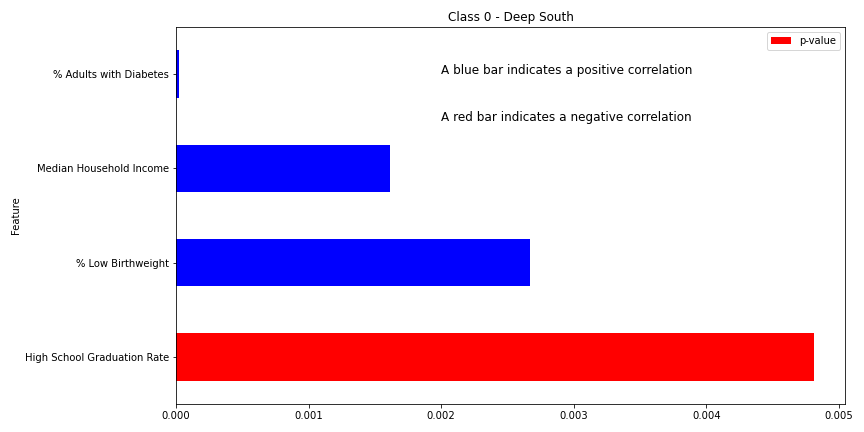 Class 0 - Deep South
p-value
A blue bar indicates a positive correlation
A red bar indicates a negative correlation
Feature
% Adults with Diabetes
Median Household Income
% Low Birthweight
High School Graduation Rate
0.000 0.001 0.002 0.003 0.004 0.005